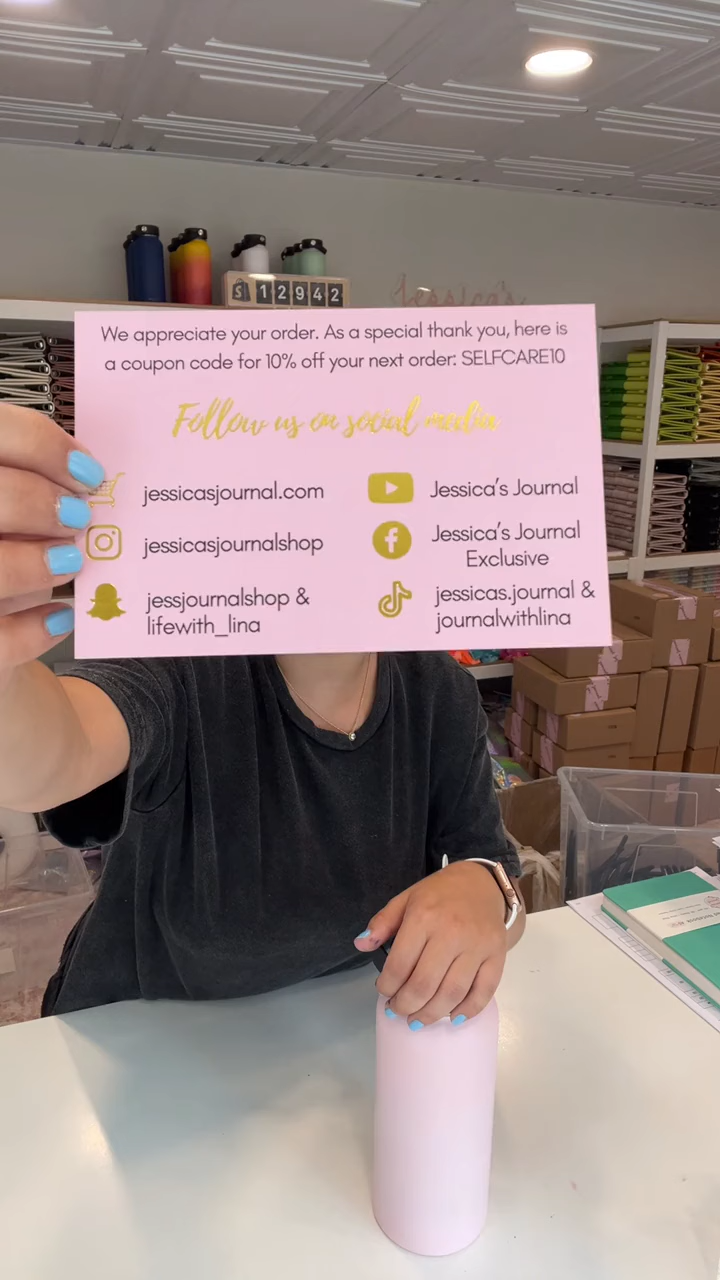 12942
Jessica's
We appreciate your order. As a special thank you, here is
a coupon code for 10% off your next order: SELFCARE10
Follow us on social media
jessicasjournal.com
Jessica's Journal
jessicasjournalshop
Jessica's Journal
Exclusive
jessjournalshop &
lifewith_lina
jessicas.journal &
journalwithlina